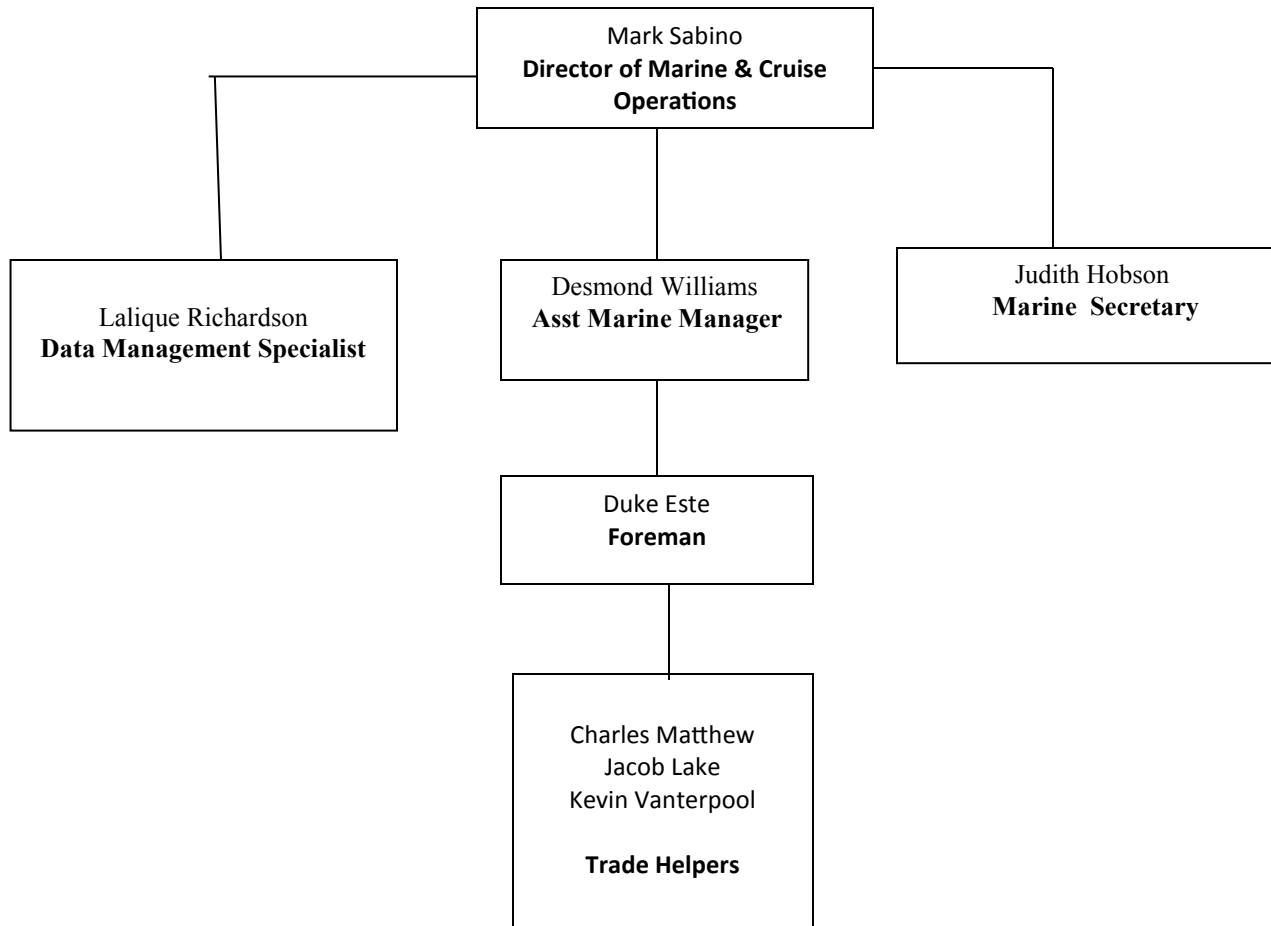 Mark Sabino
Director of Marine & Cruise
Operations
Lalique Richardson
Data Management Specialist
Desmond Williams
Asst Marine Manager
Judith Hobson
Marine Secretary
Duke Este
Foreman
Charles Matthew
Jacob Lake
Kevin Vanterpool
Trade Helpers